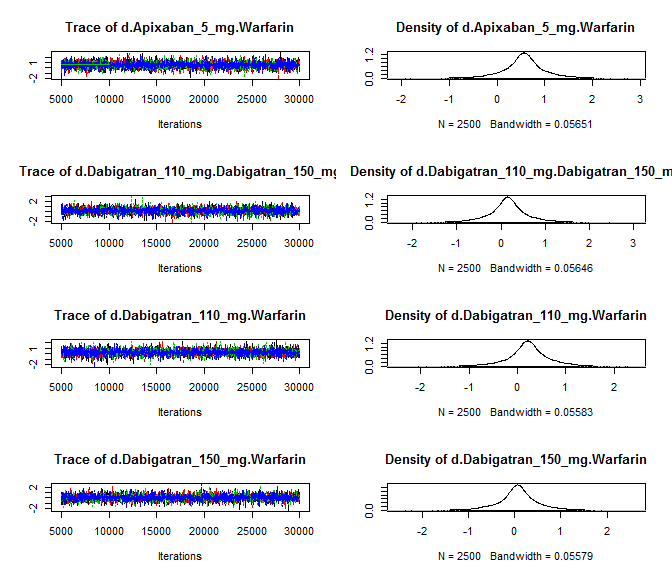 Trace of d.Apixaban_5_mg.Warfarin
Density of d.Apixaban_5_mg.Warfarin
1
-2
5000 10000 15000 20000 25000 30000
Iterations
1.2
0.0
-2 -1 0 1 2 3
N = 2500 Bandwidth = 0.05651
Trace of d.Dabigatran_110_mg.Dabigatran_150_mg
Density of d.Dabigatran_110_mg.Dabigatran_150_m
2
-2
5000 10000 15000 20000 25000 30000
Iterations
1.2
0.0
-2 -1 0 1 2 3
N = 2500 Bandwidth = 0.05646
Trace of d.Dabigatran_110_mg.Warfarin
Density of d.Dabigatran_110_mg.Warfarin
1
-2
5000 10000 15000 20000 25000 30000
Iterations
1.2
0.0
-2 -1 0 1 2
N = 2500 Bandwidth = 0.05583
Trace of d.Dabigatran_150_mg.Warfarin
Density of d.Dabigatran_150_mg.Warfarin
2
-2
5000 10000 15000 20000 25000 30000
Iterations
0.0
-2 -1 0 1 2
N = 2500 Bandwidth = 0.05579